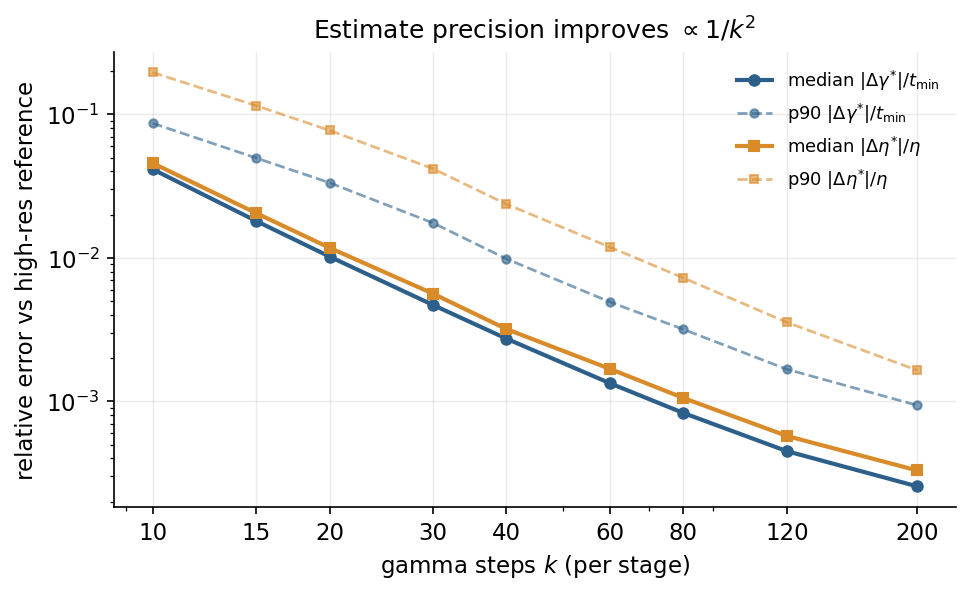 Estimate precision improves ∝ 1/k²
relative error vs high-res reference
10⁻¹
10⁻²
10⁻³
median |Δγ*|/t_min
p90 |Δγ*|/t_min
median |Δη*|/η
p90 |Δη*|/η
10 15 20 30 40 60 80 120 200
gamma steps k (per stage)